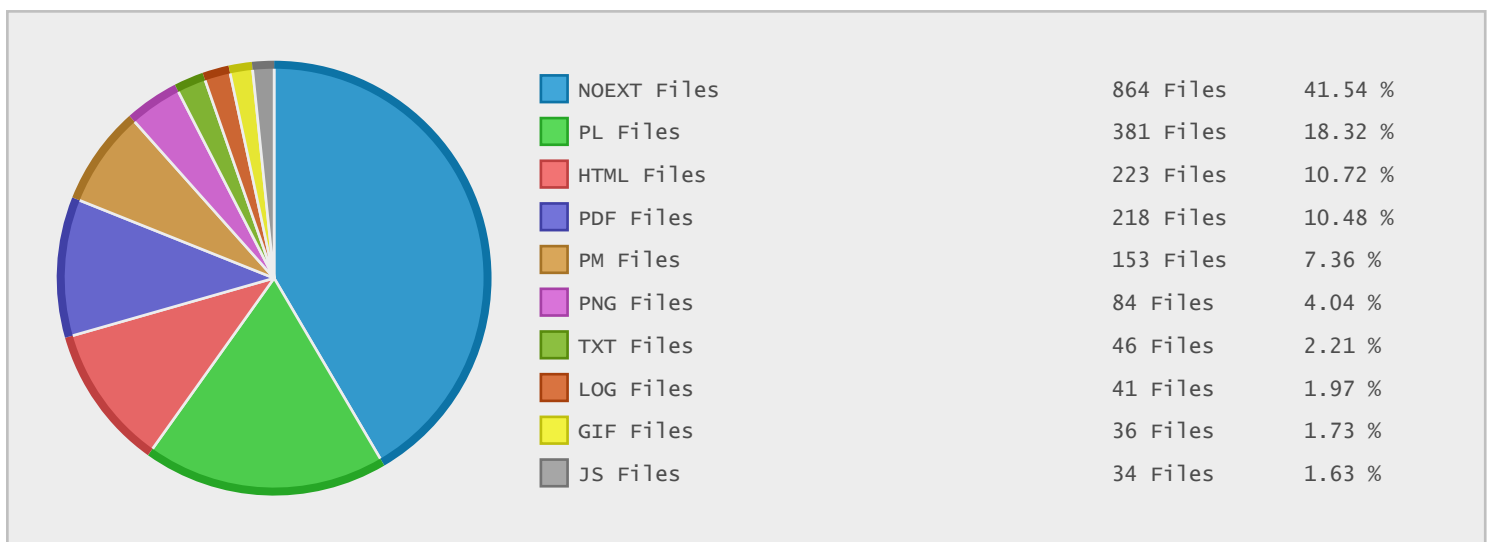 NOEXT Files 864 Files 41.54 %
PL Files 381 Files 18.32 %
HTML Files 223 Files 10.72 %
PDF Files 218 Files 10.48 %
PM Files 153 Files 7.36 %
PNG Files 84 Files 4.04 %
TXT Files 46 Files 2.21 %
LOG Files 41 Files 1.97 %
GIF Files 36 Files 1.73 %
JS Files 34 Files 1.63 %